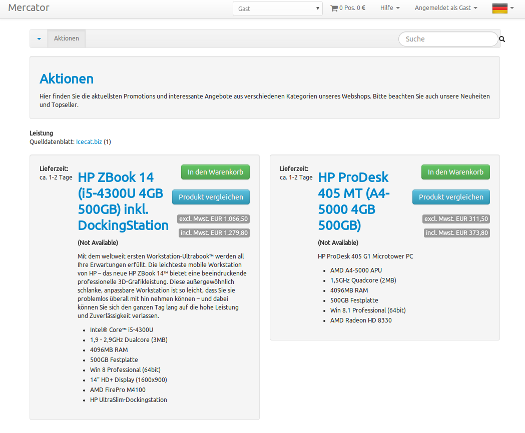 Mercator
Gast
0 Pos. 0 €
Hilfe
Angemeldet als Gast
Aktionen
Suche
Aktionen
Hier finden Sie die aktuellsten Promotions und interessante Angebote aus verschiedenen Kategorien unseres Webshops. Bitte beachten Sie auch unsere Neuheiten
und Topseller.
Leistung
Quelldatenblatt: Icecat.biz (1)
Lieferzeit:
ca. 1-2 Tage
HP ZBook 14
(i5-4300U 4GB
500GB) inkl.
DockingStation
(Not Available)
In den Warenkorb
Produkt vergleichen
excl. Mwst. EUR 1.066,50
incl. Mwst. EUR 1.279,80
Mit dem weltweit ersten Workstation-Ultrabook™ werden all
Ihre Erwartungen erfüllt. Die leichteste mobile Workstation
von HP – das neue HP ZBook 14™ bietet eine beeindruckende
professionelle 3D-Grafikleistung. Diese außergewöhnlich
schlanke, anpassbare Workstation ist so leicht, dass Sie sie
problemlos überall mit hin nehmen können – und dabei
können Sie sich den ganzen Tag lang auf die hohe Leistung
und Zuverlässigkeit verlassen.
Intel® Core™ i5-4300U
1,9 - 2,9GHz Dualcore (3MB)
4096MB RAM
500GB Festplatte
Win 8 Professional (64bit)
14" HD+ Display (1600x900)
AMD FirePro M4100
HP UltraSlim-Dockingstation
Lieferzeit:
ca. 1-2 Tage
HP ProDesk
405 MT (A4-
5000 4GB
500GB)
(Not Available)
In den Warenkorb
Produkt vergleichen
excl. Mwst. EUR 311,50
incl. Mwst. EUR 373,80
HP ProDesk 405 G1 Microtower PC
AMD A4-5000 APU
1,5GHz Quadcore (2MB)
4096MB RAM
500GB Festplatte
Win 8.1 Professional (64bit)
AMD Radeon HD 8330